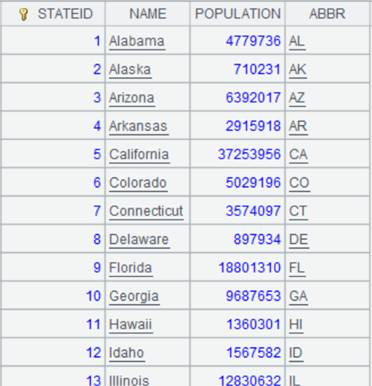 STATEID NAME POPULATION ABBR
1 Alabama 4779736 AL
2 Alaska 710231 AK
3 Arizona 6392017 AZ
4 Arkansas 2915918 AR
5 California 37253956 CA
6 Colorado 5029196 CO
7 Connecticut 3574097 CT
8 Delaware 897934 DE
9 Florida 18801310 FL
10 Georgia 9687653 GA
11 Hawaii 1360301 HI
12 Idaho 1567582 ID
13 Illinois 12830632 IL